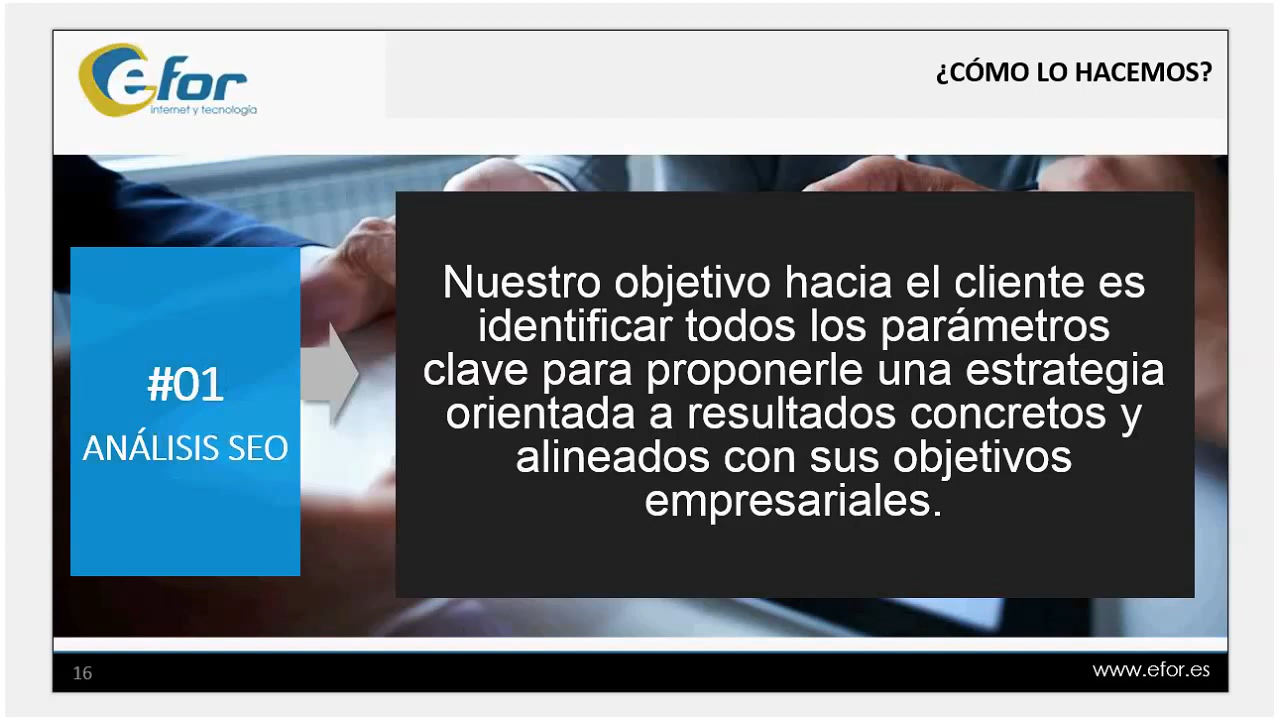 efor
internet y tecnología
¿CÓMO LO HACEMOS?
#01
ANÁLISIS SEO
Nuestro objetivo hacia el cliente es
identificar todos los parámetros
clave para proponerle una estrategia
orientada a resultados concretos y
alineados con sus objetivos
empresariales.
16
www.efor.es